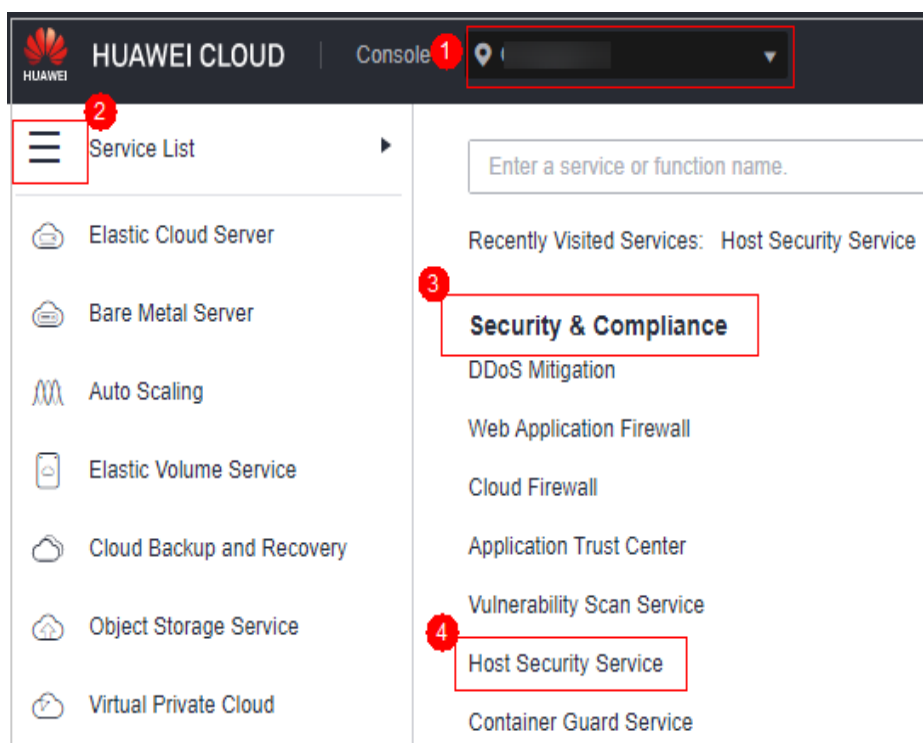 HUAWEI
HUAWEI CLOUD
Console
1
2
Service List
Elastic Cloud Server
Bare Metal Server
Auto Scaling
Elastic Volume Service
Cloud Backup and Recovery
Object Storage Service
Virtual Private Cloud
Enter a service or function name.
Recently Visited Services: Host Security Service
3
Security & Compliance
DDoS Mitigation
Web Application Firewall
Cloud Firewall
Application Trust Center
Vulnerability Scan Service
4
Host Security Service
Container Guard Service